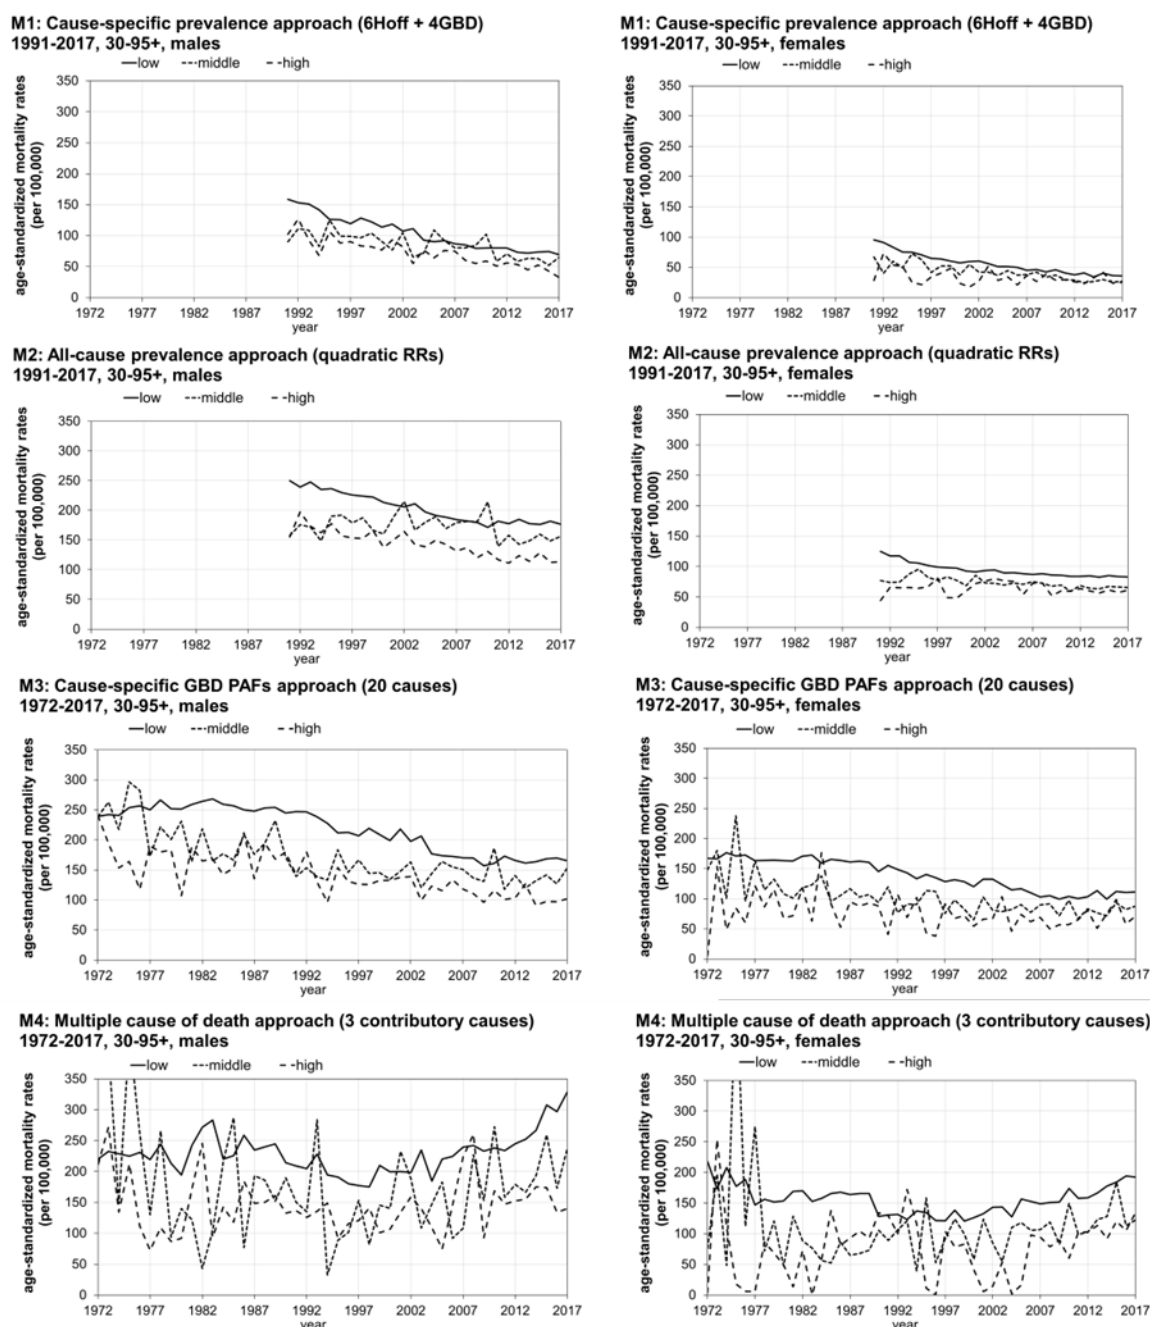 M1: Cause-specific prevalence approach (6Hoff + 4GBD)
1991-2017, 30-95+, males
low middle high
age-standardized mortality rates
(per 100,000)
350
300
250
200
150
100
50
0
1972 1977 1982 1987 1992 1997 2002 2007 2012 2017
year
M1: Cause-specific prevalence approach (6Hoff + 4GBD)
1991-2017, 30-95+, females
low middle high
age-standardized mortality rates
(per 100,000)
350
300
250
200
150
100
50
0
1972 1977 1982 1987 1992 1997 2002 2007 2012 2017
year
M2: All-cause prevalence approach (quadratic RRs)
1991-2017, 30-95+, males
low middle high
age-standardized mortality rates
(per 100,000)
350
300
250
200
150
100
50
0
1972 1977 1982 1987 1992 1997 2002 2007 2012 2017
year
M2: All-cause prevalence approach (quadratic RRs)
1991-2017, 30-95+, females
low middle high
age-standardized mortality rates
(per 100,000)
350
300
250
200
150
100
50
0
1972 1977 1982 1987 1992 1997 2002 2007 2012 2017
year
M3: Cause-specific GBD PAFs approach (20 causes)
1972-2017, 30-95+, males
low middle high
age-standardized mortality rates
(per 100,000)
350
300
250
200
150
100
50
0
1972 1977 1982 1987 1992 1997 2002 2007 2012 2017
year
M3: Cause-specific GBD PAFs approach (20 causes)
1972-2017, 30-95+, females
low middle high
age-standardized mortality rates
(per 100,000)
350
300
250
200
150
100
50
0
1972 1977 1982 1987 1992 1997 2002 2007 2012 2017
year
M4: Multiple cause of death approach (3 contributory causes)
1972-2017, 30-95+, males
low middle high
age-standardized mortality rates
(per 100,000)
350
300
250
200
150
100
50
0
1972 1977 1982 1987 1992 1997 2002 2007 2012 2017
year
M4: Multiple cause of death approach (3 contributory causes)
1972-2017, 30-95+, females
low middle high
age-standardized mortality rates
(per 100,000)
350
300
250
200
150
100
50
0
1972 1977 1982 1987 1992 1997 2002 2007 2012 2017
year